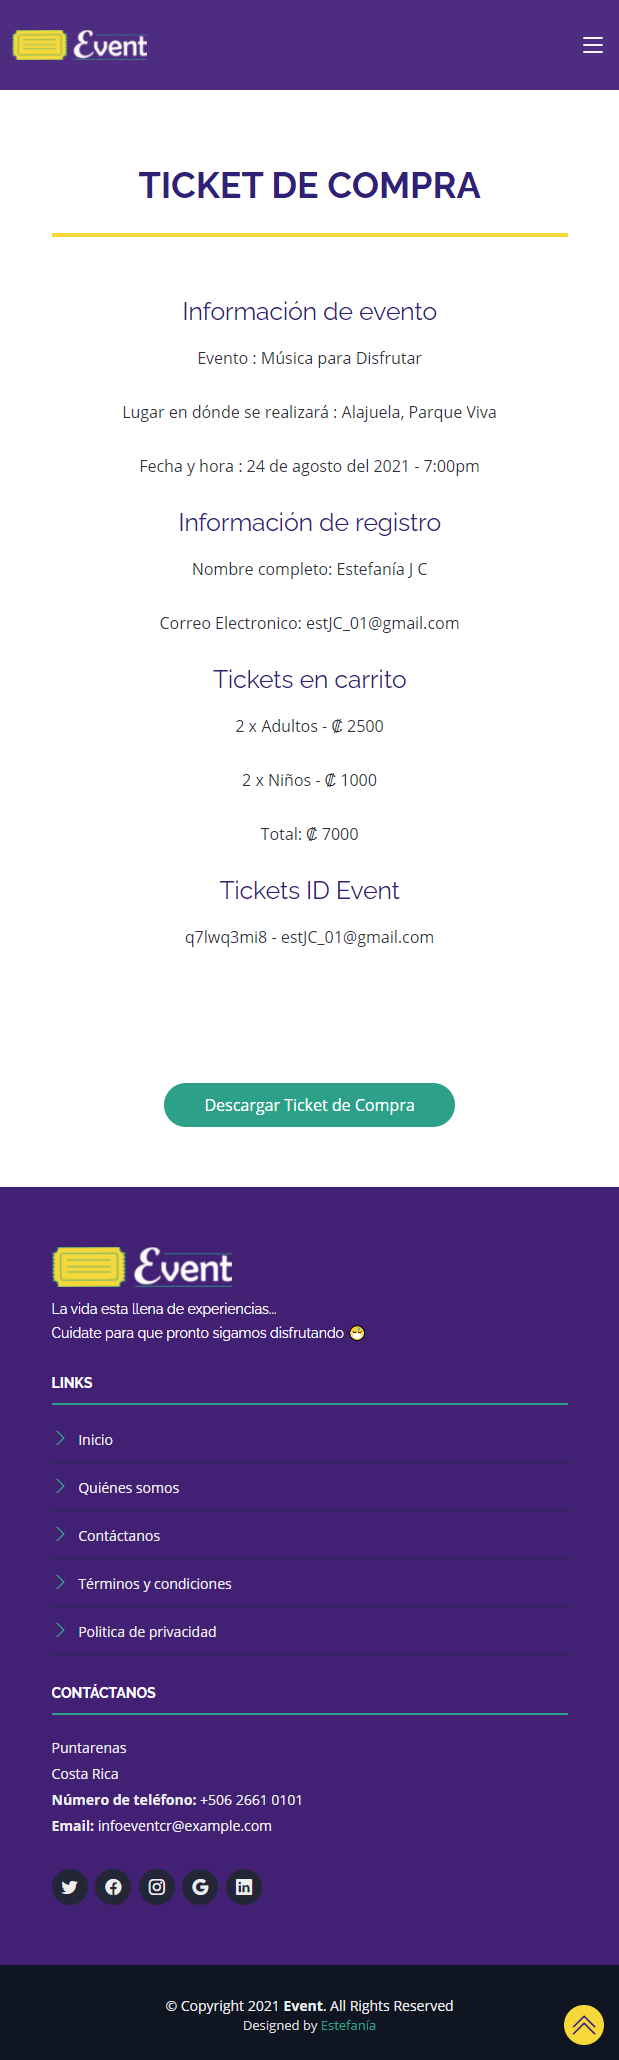 Event
TICKET DE COMPRA
Información de evento
Evento : Música para Disfrutar
Lugar en dónde se realizará : Alajuela, Parque Viva
Fecha y hora : 24 de agosto del 2021 - 7:00pm
Información de registro
Nombre completo: Estefanía J C
Correo Electronico: estJC_01@gmail.com
Tickets en carrito
2 x Adultos - ₡ 2500
2 x Niños - ₡ 1000
Total: ₡ 7000
Tickets ID Event
q7lwq3mi8 - estJC_01@gmail.com
Descargar Ticket de Compra
Event
La vida esta llena de experiencias...
Cuidate para que pronto sigamos disfrutando 😷
LINKS
Inicio
Quiénes somos
Contáctanos
Términos y condiciones
Politica de privacidad
CONTÁCTANOS
Puntarenas
Costa Rica
Número de teléfono: +506 2661 0101
Email: infoeventcr@example.com
© Copyright 2021 Event. All Rights Reserved
Designed by Estefanía